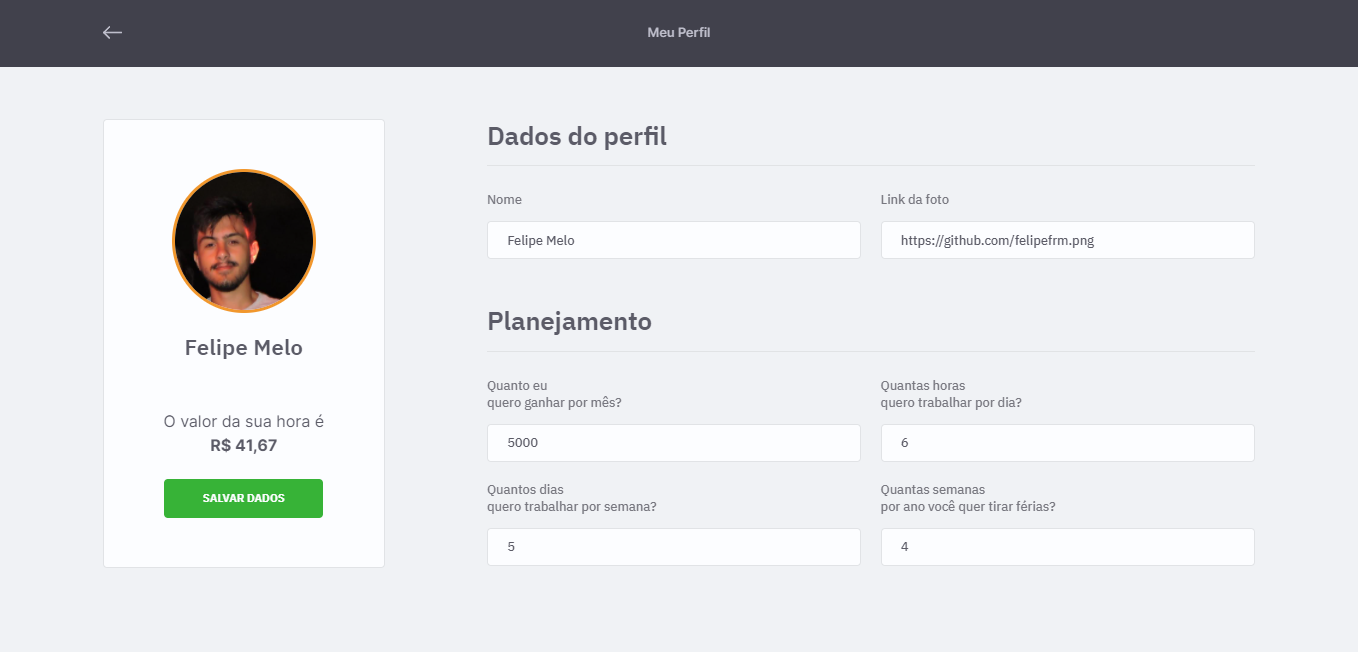 Meu Perfil
Felipe Melo
O valor da sua hora é
R$ 41,67
SALVAR DADOS
Dados do perfil
Nome
Felipe Melo
Link da foto
https://github.com/felipefrm.png
Planejamento
Quanto eu
quero ganhar por mês?
5000
Quantas horas
quero trabalhar por dia?
6
Quantos dias
quero trabalhar por semana?
5
Quantas semanas
por ano você quer tirar férias?
4